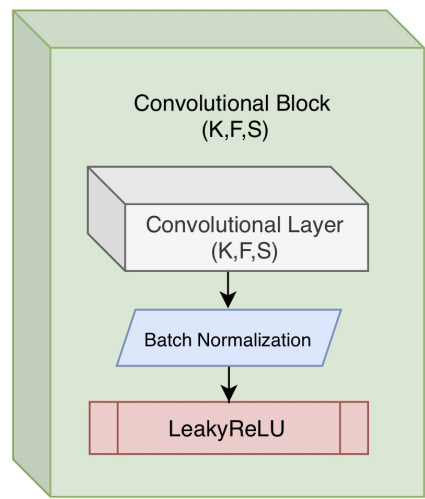 Convolutional Block
(K,F,S)
Convolutional Layer
(K,F,S)
Batch Normalization
LeakyReLU